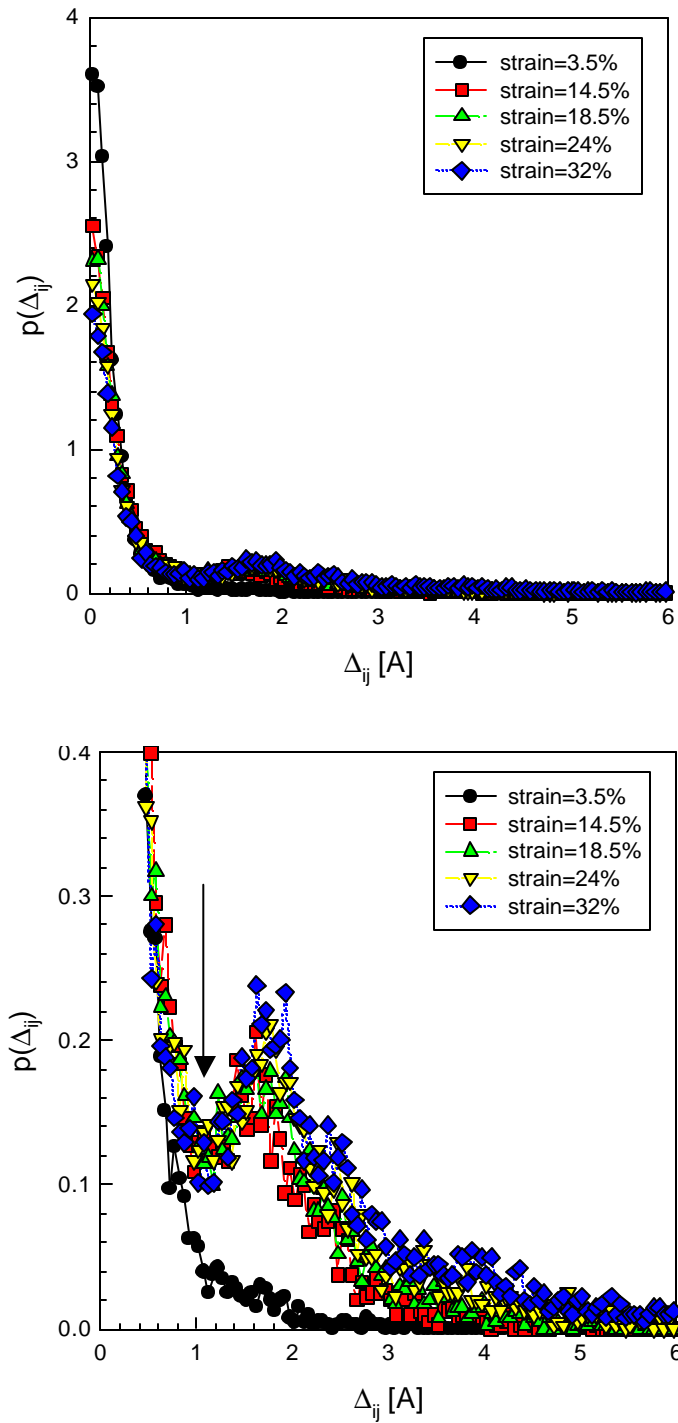 4
3
2
1
0
p(Δij)
strain=3.5%
strain=14.5%
strain=18.5%
strain=24%
strain=32%
0 1 2 3 4 5 6
Δij [A]
0.4
0.3
0.2
0.1
0.0
p(Δij)
strain=3.5%
strain=14.5%
strain=18.5%
strain=24%
strain=32%
0 1 2 3 4 5 6
Δij [A]